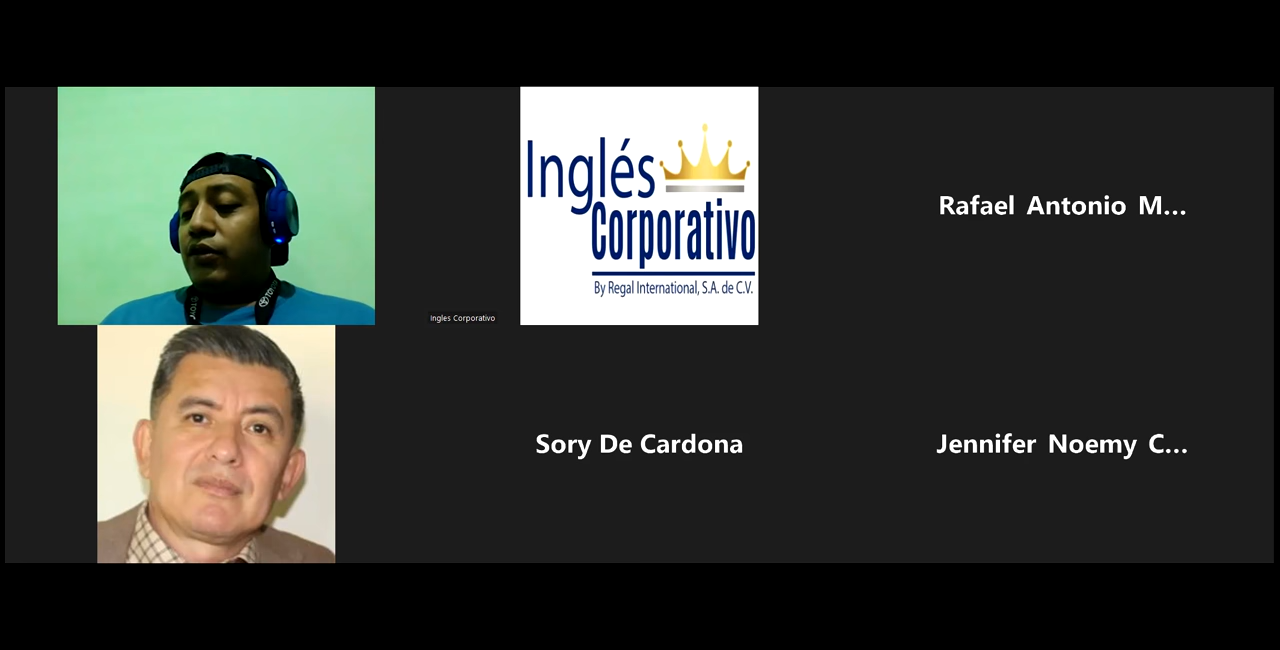 Inglés
Corporativo
By Regal International, S.A. de C.V.
Rafael Antonio M...
Ingles Corporativo
Sory De Cardona
Jennifer Noemy C...